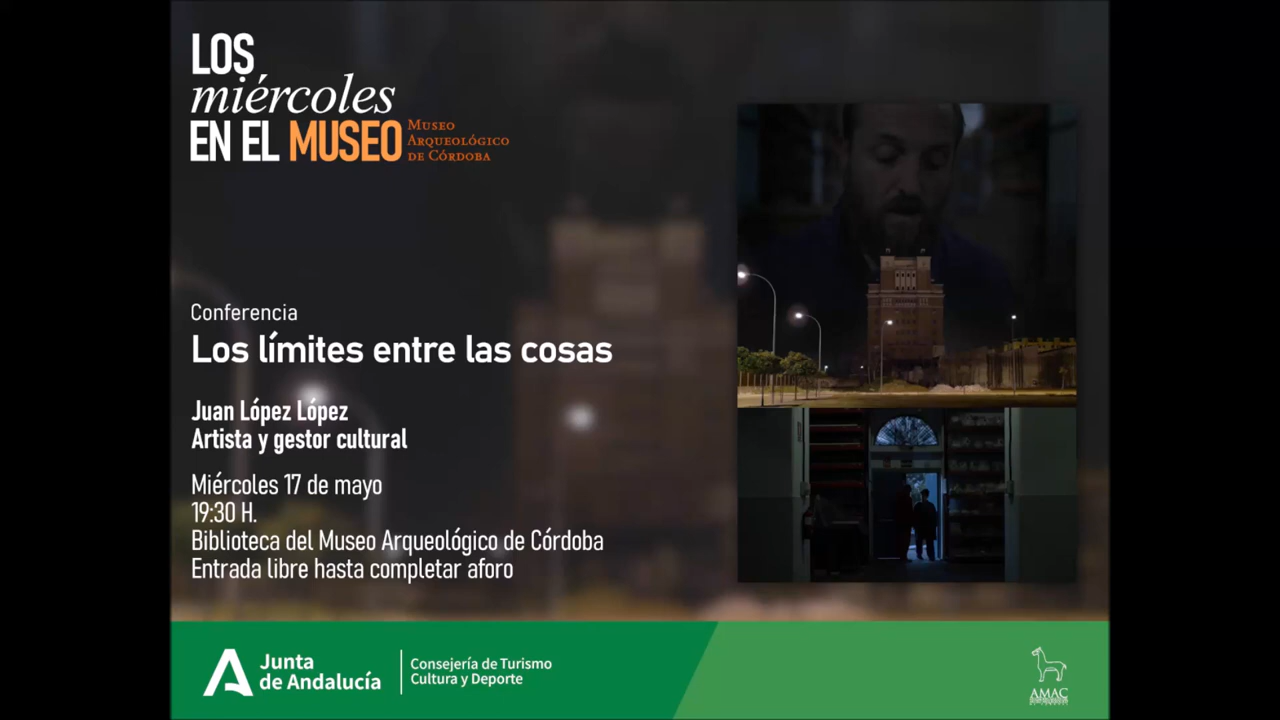 LOS
miércoles
EN EL MUSEO
Museo
Arqueológico
de Córdoba
Conferencia
Los límites entre las cosas
Juan López López
Artista y gestor cultural
Miércoles 17 de mayo
19:30 H.
Biblioteca del Museo Arqueológico de Córdoba
Entrada libre hasta completar aforo
Junta
de Andalucía
Consejería de Turismo
Cultura y Deporte
AMAC